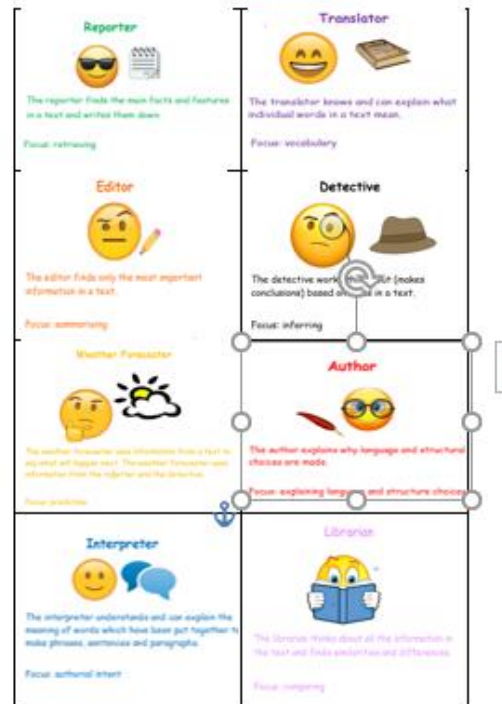 Reporter
The reporter finds the main facts and features
in a text and writes them down
Focus: retrieving
Translator
The translator knows and can explain what
individual words in a text mean.
Focus: vocabulary
Editor
The editor finds only the most important
information in a text.
Focus: summarising
Detective
The detective work out (makes
conclusions) based on in a text.
Focus: inferring
Weather Forecaster
The weather forecaster uses information from a text to
say what will happen next. The weather forecaster uses
information from the reporter and the detective.
Focus: prediction
Author
The author explains why language and structural
choices are made
Focus: explaining language and structure choices
Interpreter
The interpreter understands and can explain the
meaning of words which have been put together to
make phrases, sentences and paragraphs.
Focus: authorial intent
Librarian
The librarian thinks about all the information in
the text and finds similarities and differences.
Focus: comparing